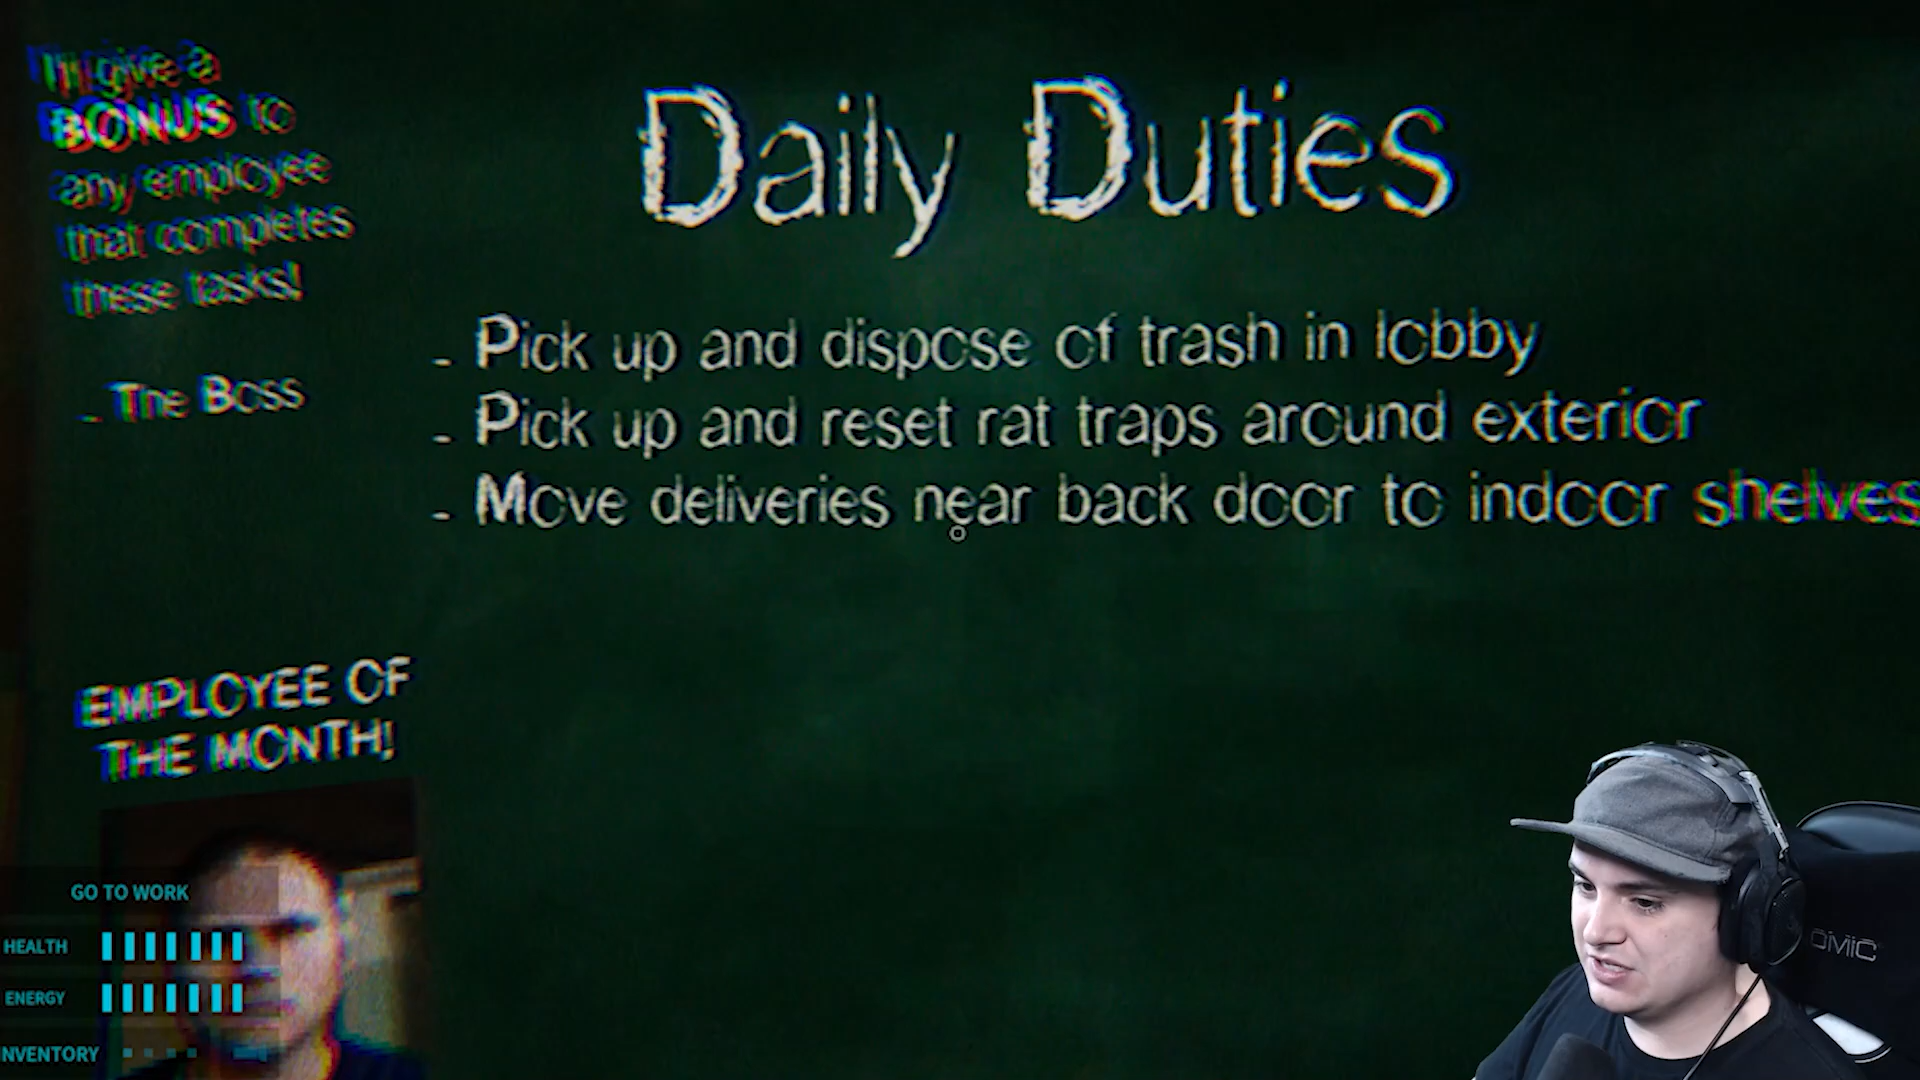 I'll give a
BONUS to
any employee
that completes
these tasks!
- The Boss
Daily Duties
- Pick up and dispose of trash in lobby
- Pick up and reset rat traps around exterior
- Move deliveries near back door to indoor shelves
EMPLOYEE OF
THE MONTH!
GO TO WORK
HEALTH
ENERGY
INVENTORY
OMIC